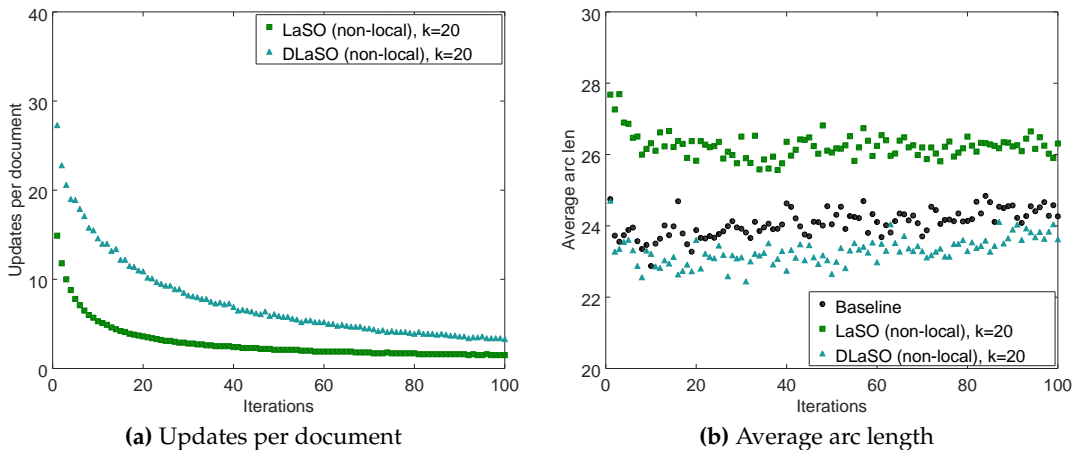 40
30
20
10
0
0 20 40 60 80 100
Updates per document
Iterations
LaSO (non-local), k=20
DLaSO (non-local), k=20
(a) Updates per document
30
28
26
24
22
20
0 20 40 60 80 100
Average arc len
Iterations
Baseline
LaSO (non-local), k=20
DLaSO (non-local), k=20
(b) Average arc length